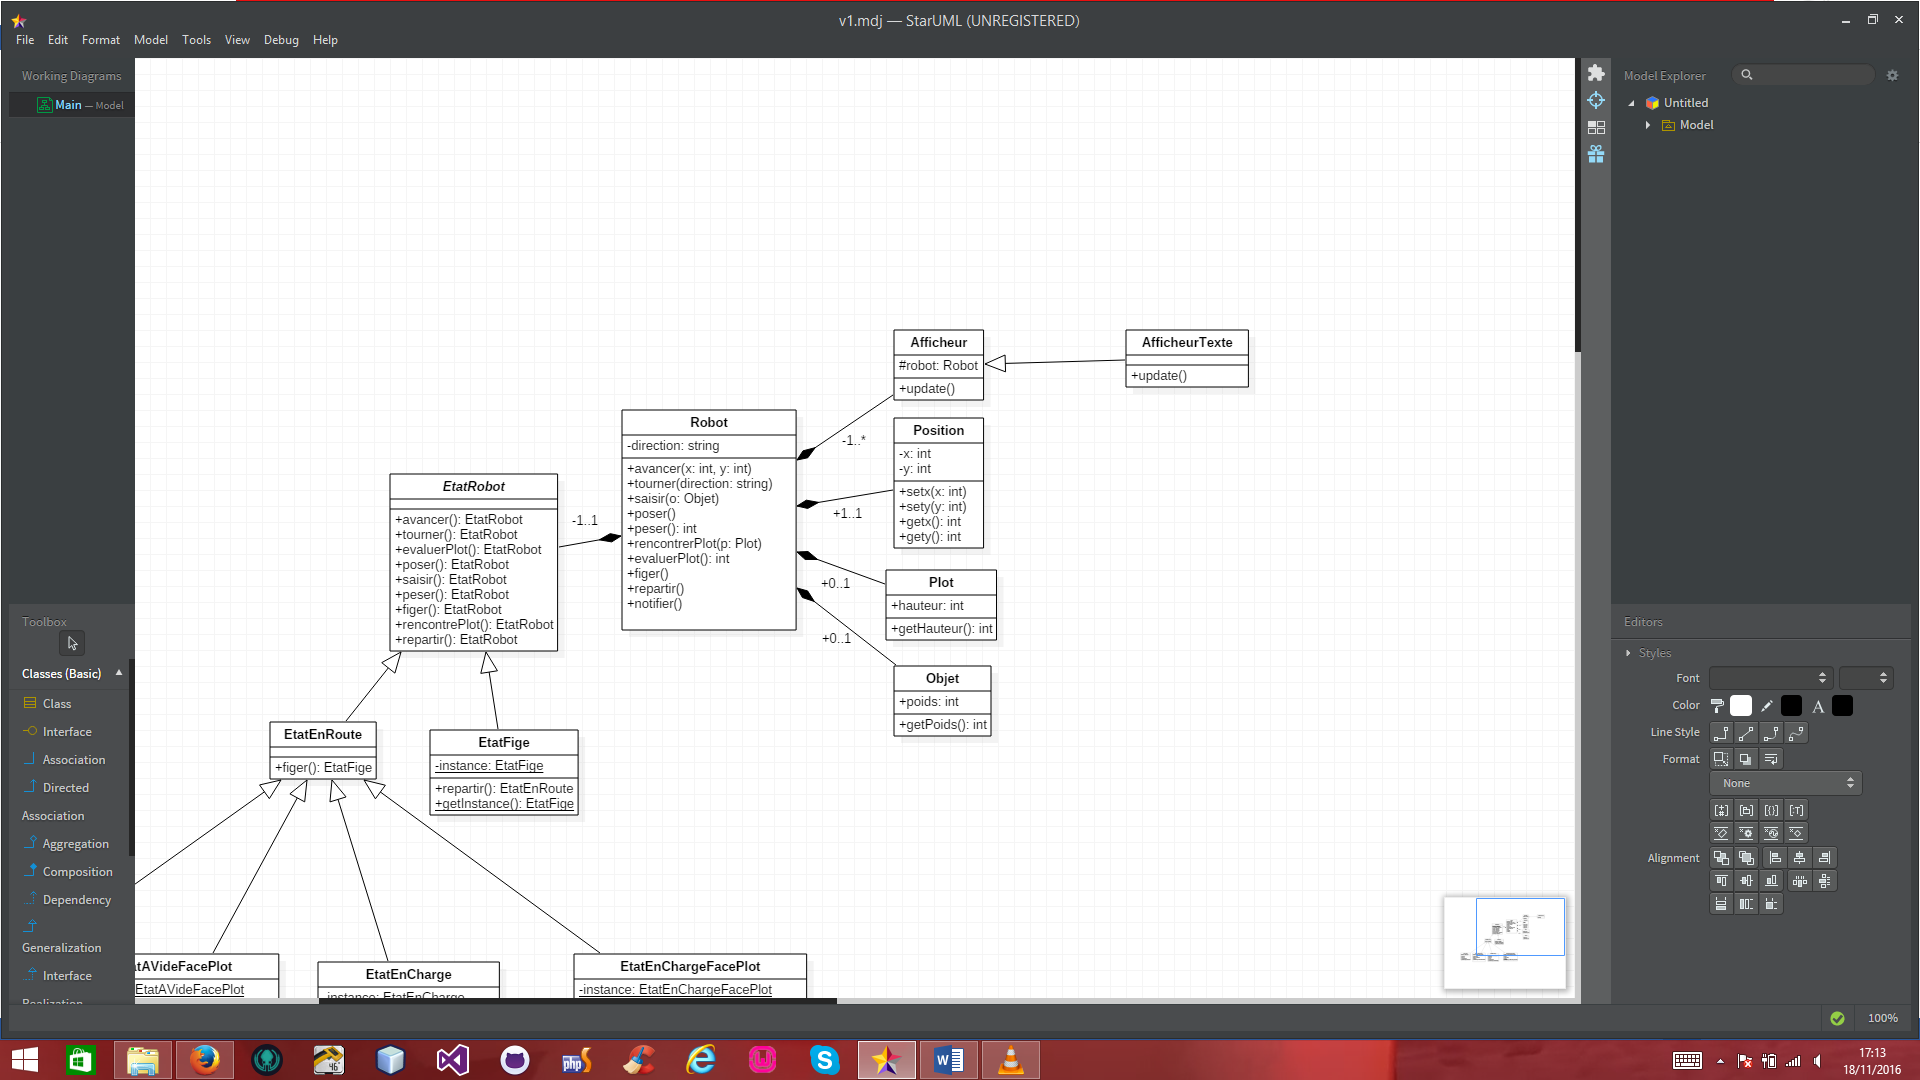 v1.mdj — StarUML (UNREGISTERED)
File Edit Format Model Tools View Debug Help
Working Diagrams
Main — Model
Toolbox
Classes (Basic)
Class
Interface
Association
Directed
Association
Aggregation
Composition
Dependency
Generalization
Interface
Realization
Afficheur
#robot: Robot
+update()
AfficheurTexte
+update()
Robot
-direction: string
+avancer(x: int, y: int)
+tourner(direction: string)
+saisir(o: Objet)
+poser()
+peser(): int
+rencontrerPlot(p: Plot)
+evaluerPlot(): int
+figer()
+repartir()
+notifier()
-1..*
+1..1
+0..1
+0..1
-1..1
Position
-x: int
-y: int
+setx(x: int)
+sety(y: int)
+getx(): int
+gety(): int
Plot
+hauteur: int
+getHauteur(): int
Objet
+poids: int
+getPoids(): int
EtatRobot
+avancer(): EtatRobot
+tourner(): EtatRobot
+evaluerPlot(): EtatRobot
+poser(): EtatRobot
+saisir(): EtatRobot
+peser(): EtatRobot
+figer(): EtatRobot
+rencontrePlot(): EtatRobot
+repartir(): EtatRobot
EtatEnRoute
+figer(): EtatFige
EtatFige
-instance: EtatFige
+repartir(): EtatEnRoute
+getInstance(): EtatFige
tAVideFacePlot
EtatAVideFacePlot
EtatEnCharge
instance: EtatEnCharge
EtatEnChargeFacePlot
-instance: EtatEnChargeFacePlot
Model Explorer
Untitled
Model
Editors
Styles
Font
Color
Line Style
Format
None
Alignment
100%
php
46
17:13
18/11/2016